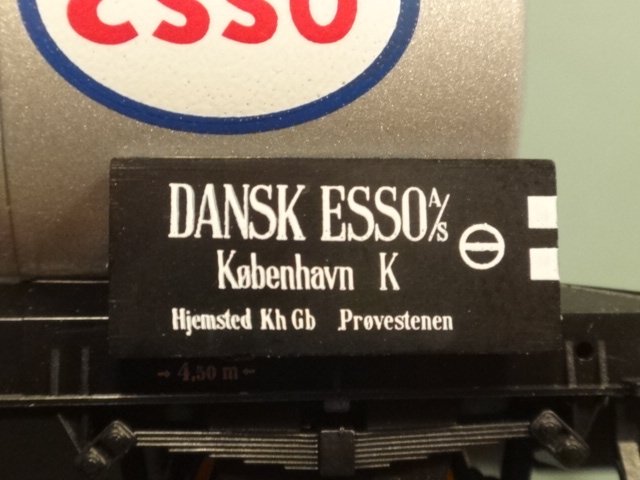 Esso
DANSK ESSO A/S
København K
Hjemsted Kh Gb Prøvestenen
→ 4,50 m ←